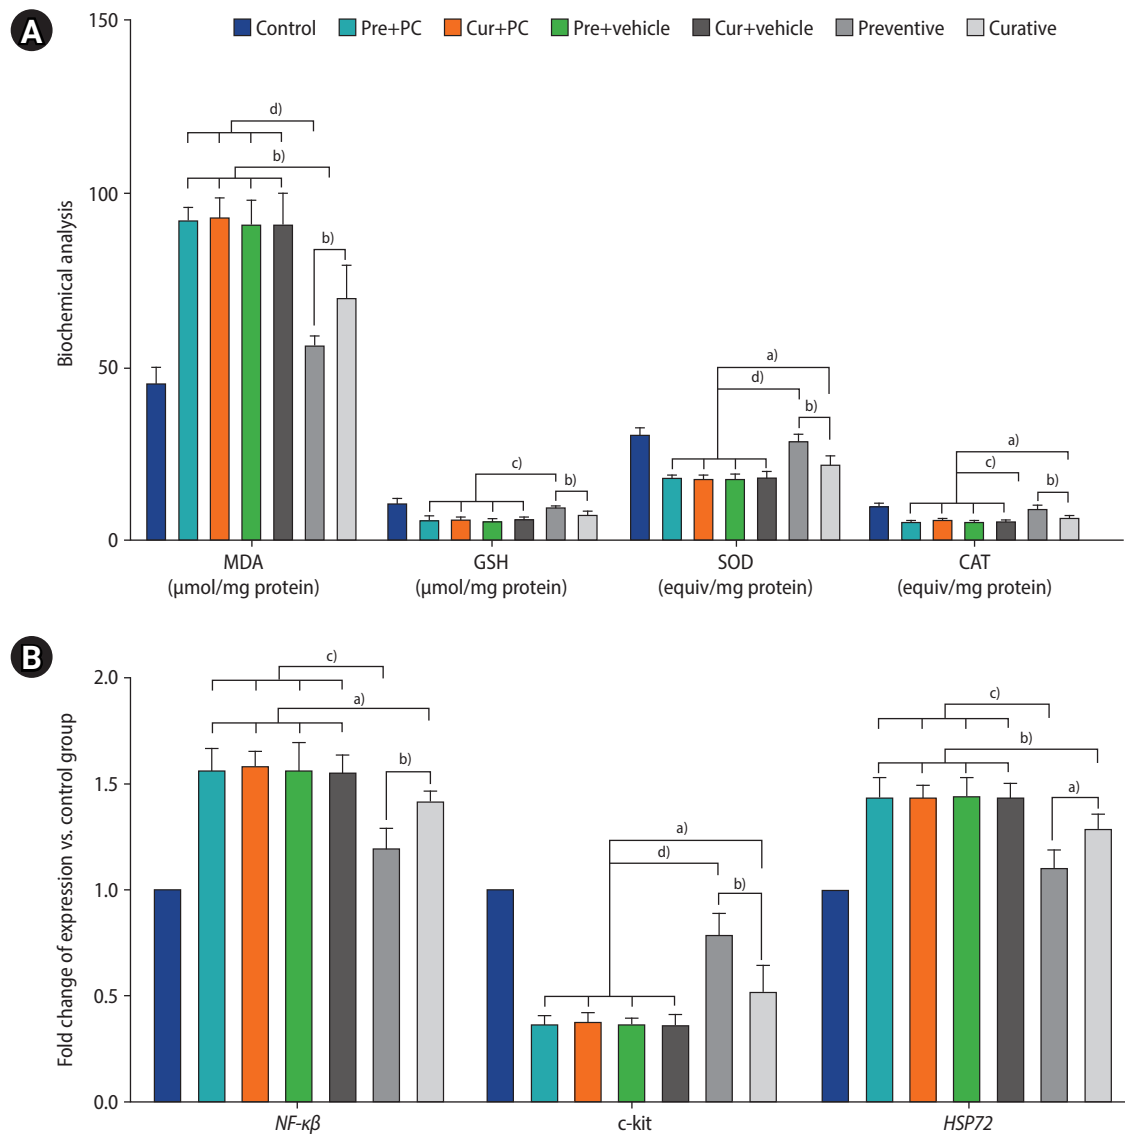 A
150
Control Pre+PC Cur+PC Pre+vehicle Cur+vehicle Preventive Curative
d)
b)
100
b)
Biochemical analysis
50
a)
d)
b)
a)
c)
c)
b)
b)
0
MDA GSH SOD CAT
(μmol/mg protein) (μmol/mg protein) (equiv/mg protein) (equiv/mg protein)
B
2.0
c)
a)
c)
b)
b)
a)
1.5
Fold change of expression vs. control group
a)
d)
b)
1.0
0.5
0.0
NF-κβ c-kit HSP72